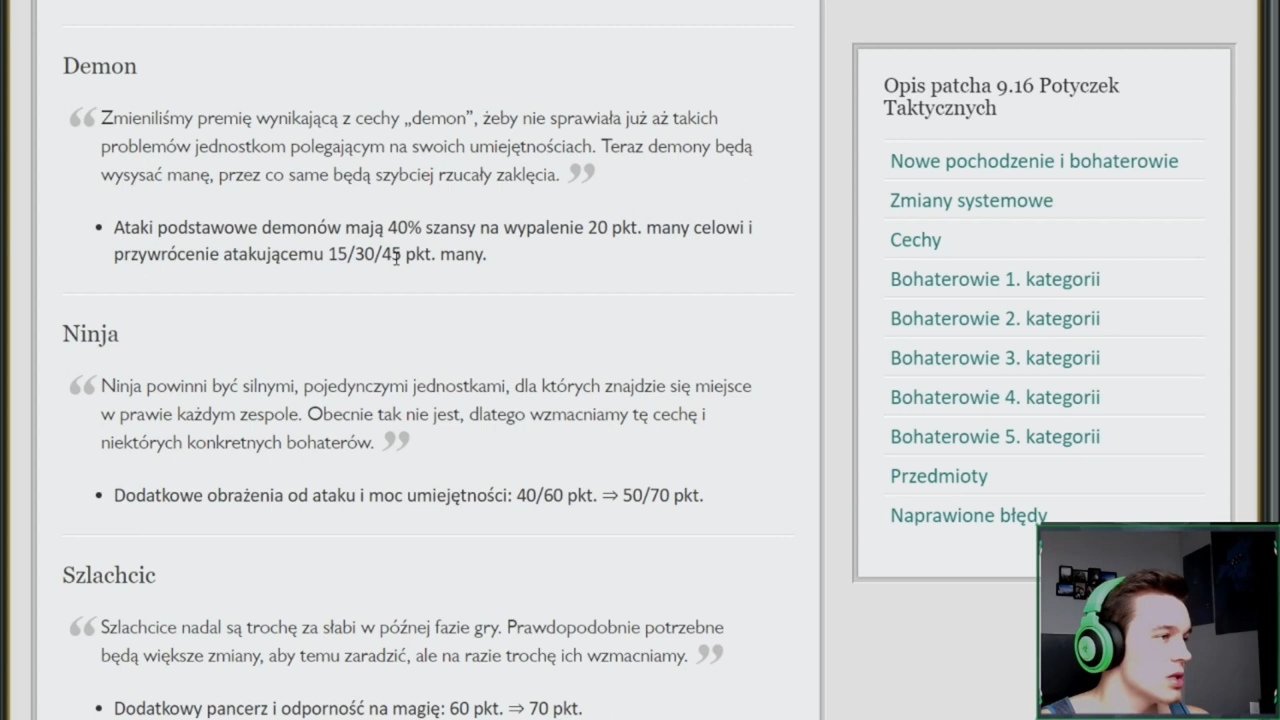 Demon
Zmieniliśmy premię wynikającą z cechy „demon”, żeby nie sprawiała już aż takich
problemów jednostkom polegającym na swoich umiejętnościach. Teraz demony będą
wysysać manę, przez co same będą szybciej rzucały zaklęcia.
• Ataki podstawowe demonów mają 40% szansy na wypalenie 20 pkt. many celowi i
przywrócenie atakującemu 15/30/45 pkt. many.
Ninja
Ninja powinni być silnymi, pojedynczymi jednostkami, dla których znajdzie się miejsce
w prawie każdym zespole. Obecnie tak nie jest, dlatego wzmacniamy tę cechę i
niektórych konkretnych bohaterów.
• Dodatkowe obrażenia od ataku i moc umiejętności: 40/60 pkt. ⇒ 50/70 pkt.
Szlachcic
Szlachcice nadal są trochę za słabi w późnej fazie gry. Prawdopodobnie potrzebne
będą większe zmiany, aby temu zaradzić, ale na razie trochę ich wzmacniamy.
• Dodatkowy pancerz i odporność na magię: 60 pkt. ⇒ 70 pkt.
Opis patcha 9.16 Potyczek
Taktycznych
Nowe pochodzenie i bohaterowie
Zmiany systemowe
Cechy
Bohaterowie 1. kategorii
Bohaterowie 2. kategorii
Bohaterowie 3. kategorii
Bohaterowie 4. kategorii
Bohaterowie 5. kategorii
Przedmioty
Naprawione błędy